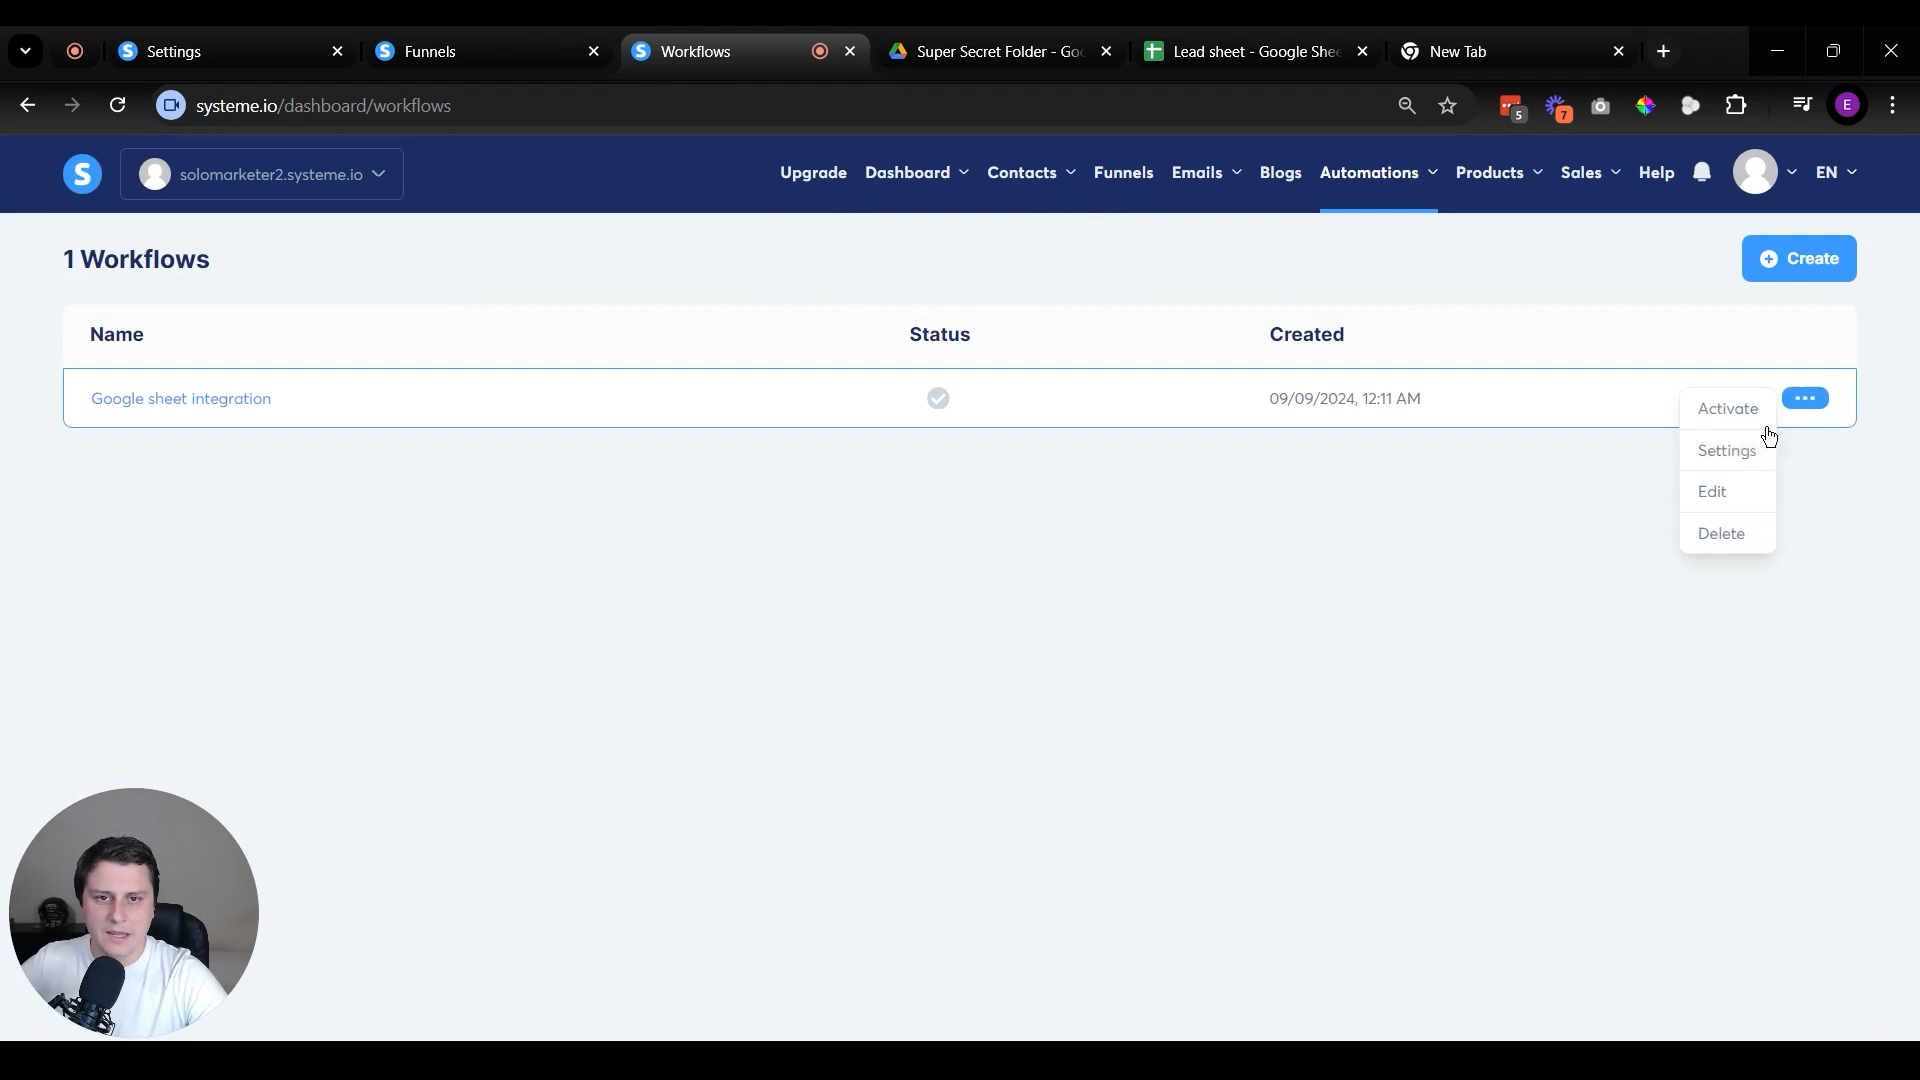 Settings
Funnels
Workflows
Super Secret Folder - Goo
Lead sheet - Google Shee
New Tab
systeme.io/dashboard/workflows
5
7
E
S
solomarketer2.systeme.io
Upgrade
Dashboard
Contacts
Funnels
Emails
Blogs
Automations
Products
Sales
Help
EN
1 Workflows
Create
Name
Status
Created
Google sheet integration
09/09/2024, 12:11 AM
Activate
Settings
Edit
Delete